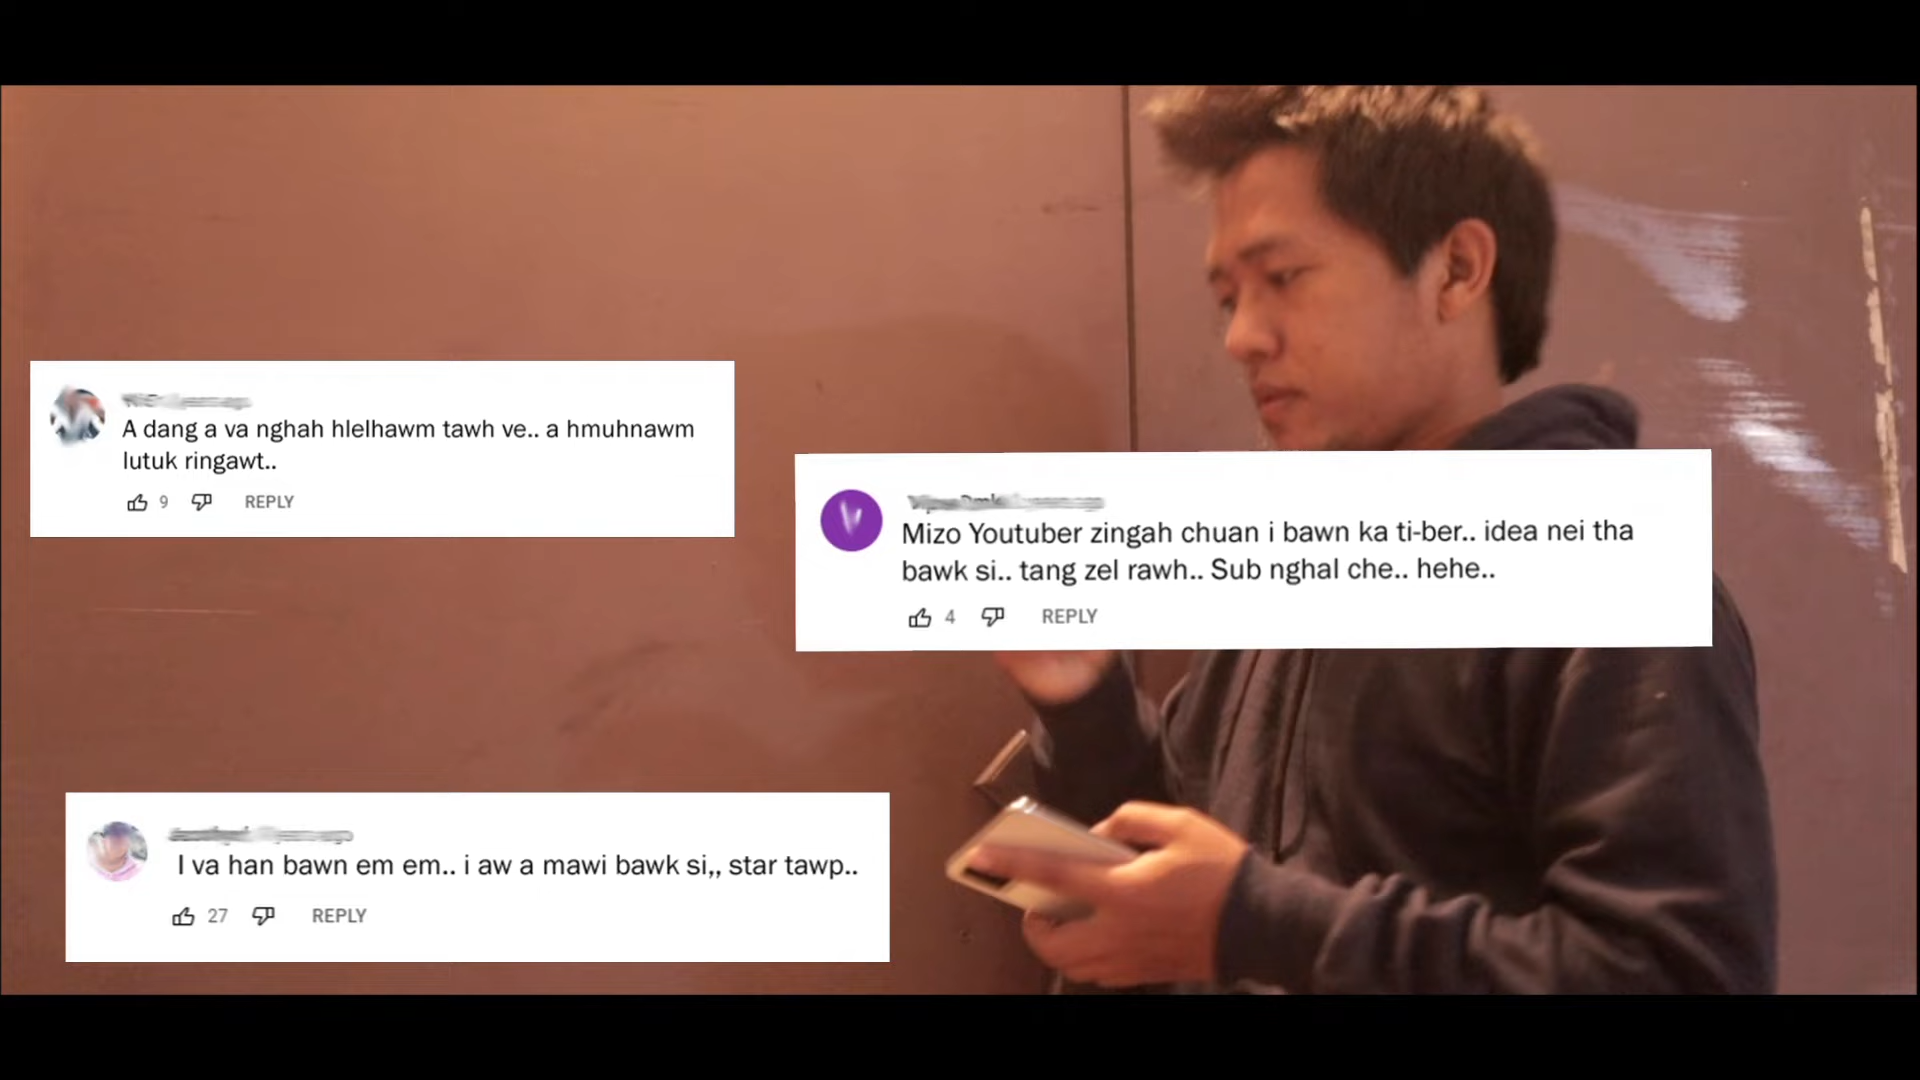 A dang a va nghah hlelhawm tawh ve.. a hmuhnawm
lutuk ringawt..
9 REPLY
Mizo Youtuber zingah chuan i bawn ka ti-ber.. idea nei tha
bawk si.. tang zel rawh.. Sub nghal che.. hehe..
4 REPLY
I va han bawn em em.. i aw a mawi bawk si,, star tawp..
27 REPLY